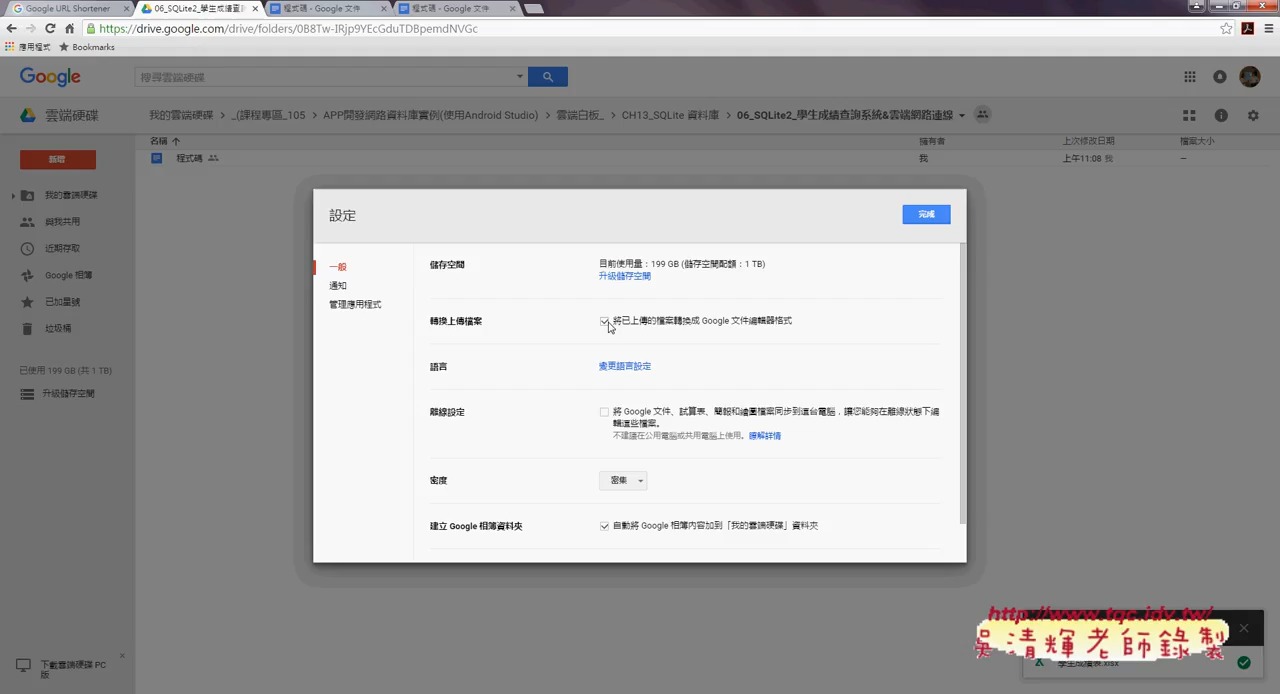 Google URL Shortener
06_SQLite2_學生成績查詢
程式碼 - Google 文件
程式碼 - Google 文件
https://drive.google.com/drive/folders/0B8Tw-IRjp9YEcGduTDBpemdNVGc
應用程式
Bookmarks
Google
搜尋雲端硬碟
雲端硬碟
我的雲端硬碟 > _(課程專區_105 > APP開發網路資料庫實例(使用Android Studio) > 雲端白板_ > CH13_SQLite 資料庫 > 06_SQLite2_學生成績查詢系統&雲端網路連線
名稱
擁有者
上次修改日期
檔案大小
新增
程式碼
我
上午11:08 我
–
我的雲端硬碟
與我共用
近期存取
Google 相簿
已加星號
垃圾桶
已使用 199 GB (共 1 TB)
升級儲存空間
下載雲端硬碟 PC
版
設定
完成
一般
通知
管理應用程式
儲存空間
目前使用量：199 GB (儲存空間配額：1 TB)
升級儲存空間
轉換上傳檔案
將已上傳的檔案轉換成 Google 文件編輯器格式
語言
變更語言設定
離線設定
將 Google 文件、試算表、簡報和繪圖檔案同步到這台電腦，讓您能夠在離線狀態下編
輯這些檔案。
不建議在公用電腦或共用電腦上使用。瞭解詳情
密度
密集
建立 Google 相簿資料夾
自動將 Google 相簿內容加到「我的雲端硬碟」資料夾
http://www.tqc.idv.tw/
吳清輝老師錄製
學生成績表.xlsx